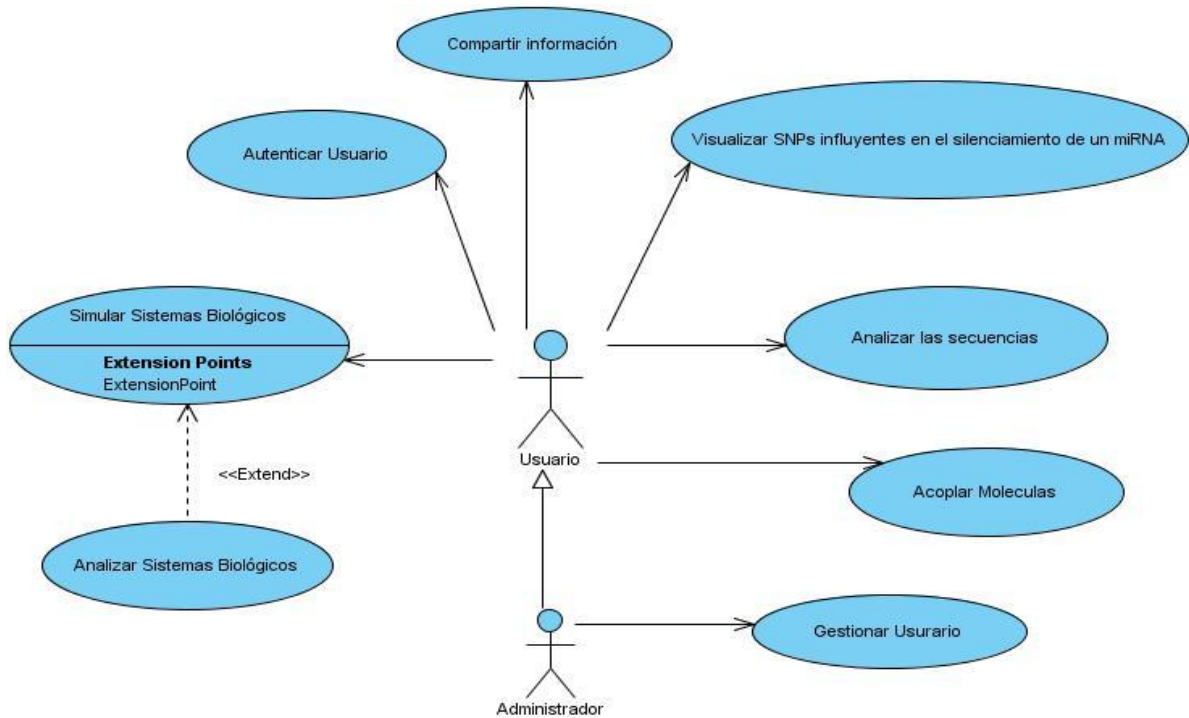 Compartir información
Visualizar SNPs influyentes en el silenciamiento de un miRNA
Autenticar Usuario
Simular Sistemas Biológicos
Extension Points
ExtensionPoint
Analizar las secuencias
Usuario
<<Extend>>
Acoplar Moleculas
Analizar Sistemas Biológicos
Gestionar Usurario
Administrador